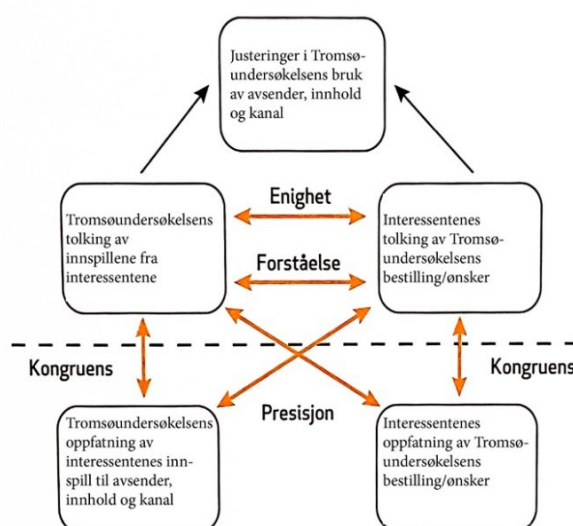 Justeringer i Tromsø-
undersøkelsens bruk
av avsender, innhold
og kanal
Tromsøundersøkelsens
tolking av
innspillene fra
interessentene
Enighet
Forståelse
Interessentenes
tolking av Tromsø-
undersøkelsens
bestilling/ønsker
Kongruens
Kongruens
Presisjon
Tromsøundersøkelsens
oppfatning av
interessentenes inn-
spill til avsender,
innhold og kanal
Interessentenes
oppfatning av Tromsø-
undersøkelsens
bestilling/ønsker